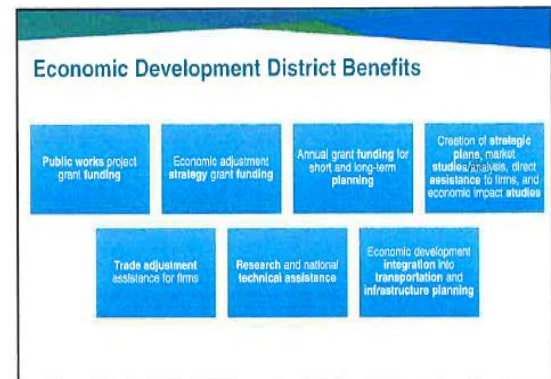 Economic Development District Benefits
Public works project
grant funding
Economic adjustment
strategy grant funding
Annual grant funding for
short and long-term
planning
Creation of strategic
plans, market
studies/analysis, direct
assistance to firms, and
economic impact studies
Trade adjustment
assistance for firms
Research and national
technical assistance
Economic development
integration into
transportation and
infrastructure planning